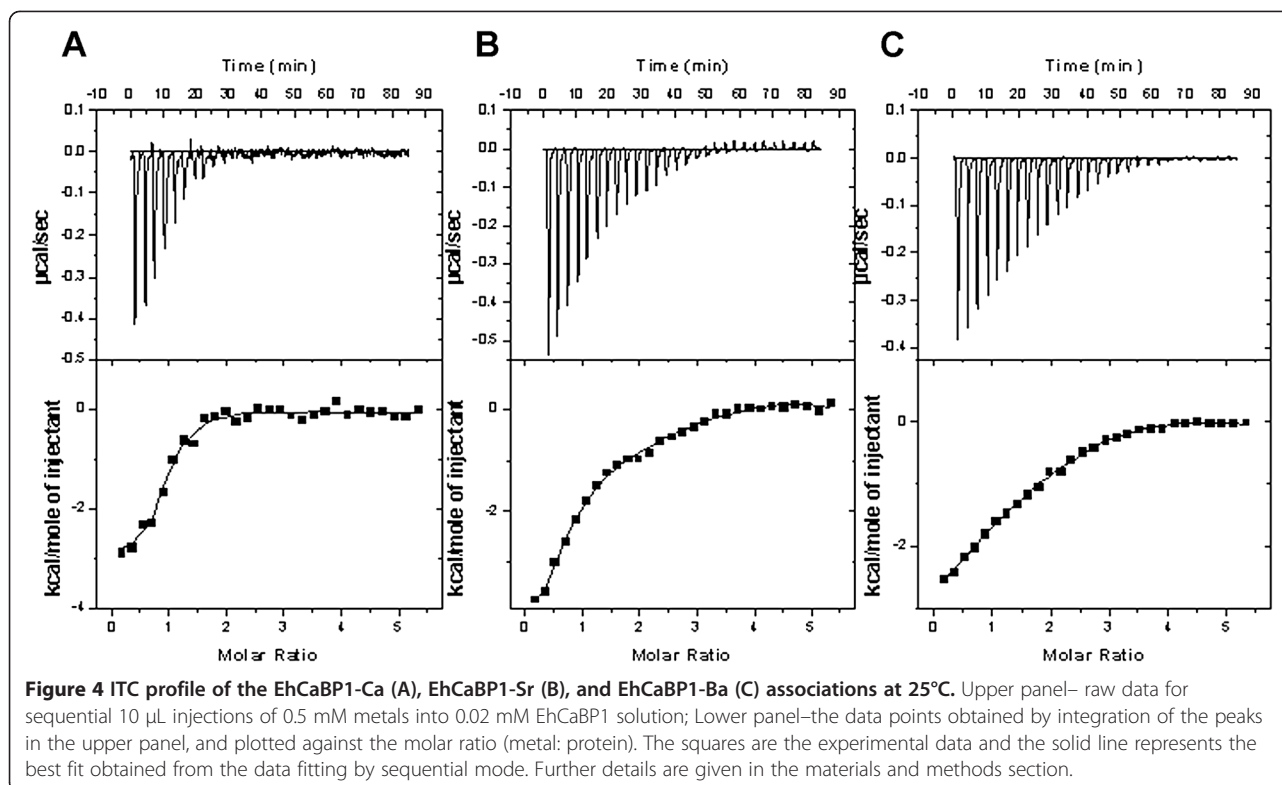 A
B
C
Time (min)
Time (min)
Time (min)
0 10 20 30 40 50 60 70 80 90
0 10 20 30 40 50 60 70 80 90
0 10 20 30 40 50 60 70 80 90
0.1
0.0
-0.1
-0.2
-0.3
-0.4
-0.5
µcal/sec
0.1
0.0
-0.1
-0.2
-0.3
-0.4
-0.5
µcal/sec
0.1
0.0
-0.1
-0.2
-0.3
-0.4
µcal/sec
0
-2
-4
kcal/mole of injectant
0
-2
kcal/mole of injectant
0
-2
kcal/mole of injectant
0 1 2 3 4 5
0 1 2 3 4 5
0 1 2 3 4 5
Molar Ratio
Molar Ratio
Molar Ratio
Figure 4 ITC profile of the EhCaBP1-Ca (A), EhCaBP1-Sr (B), and EhCaBP1-Ba (C) associations at 25°C. Upper panel– raw data for
sequential 10 µL injections of 0.5 mM metals into 0.02 mM EhCaBP1 solution; Lower panel–the data points obtained by integration of the peaks
in the upper panel, and plotted against the molar ratio (metal: protein). The squares are the experimental data and the solid line represents the
best fit obtained from the data fitting by sequential mode. Further details are given in the materials and methods section.